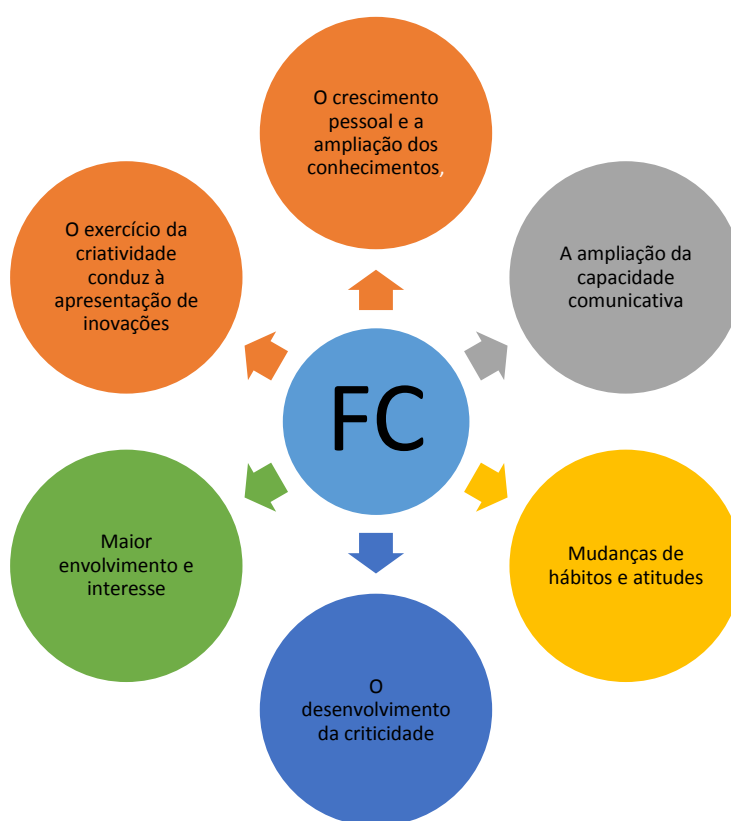 O crescimento
pessoal e a
ampliação dos
conhecimentos,
O exercício da
criatividade
conduz à
apresentação de
inovações
A ampliação da
capacidade
comunicativa
FC
Maior
envolvimento e
interesse
Mudanças de
hábitos e atitudes
O
desenvolvimento
da criticidade